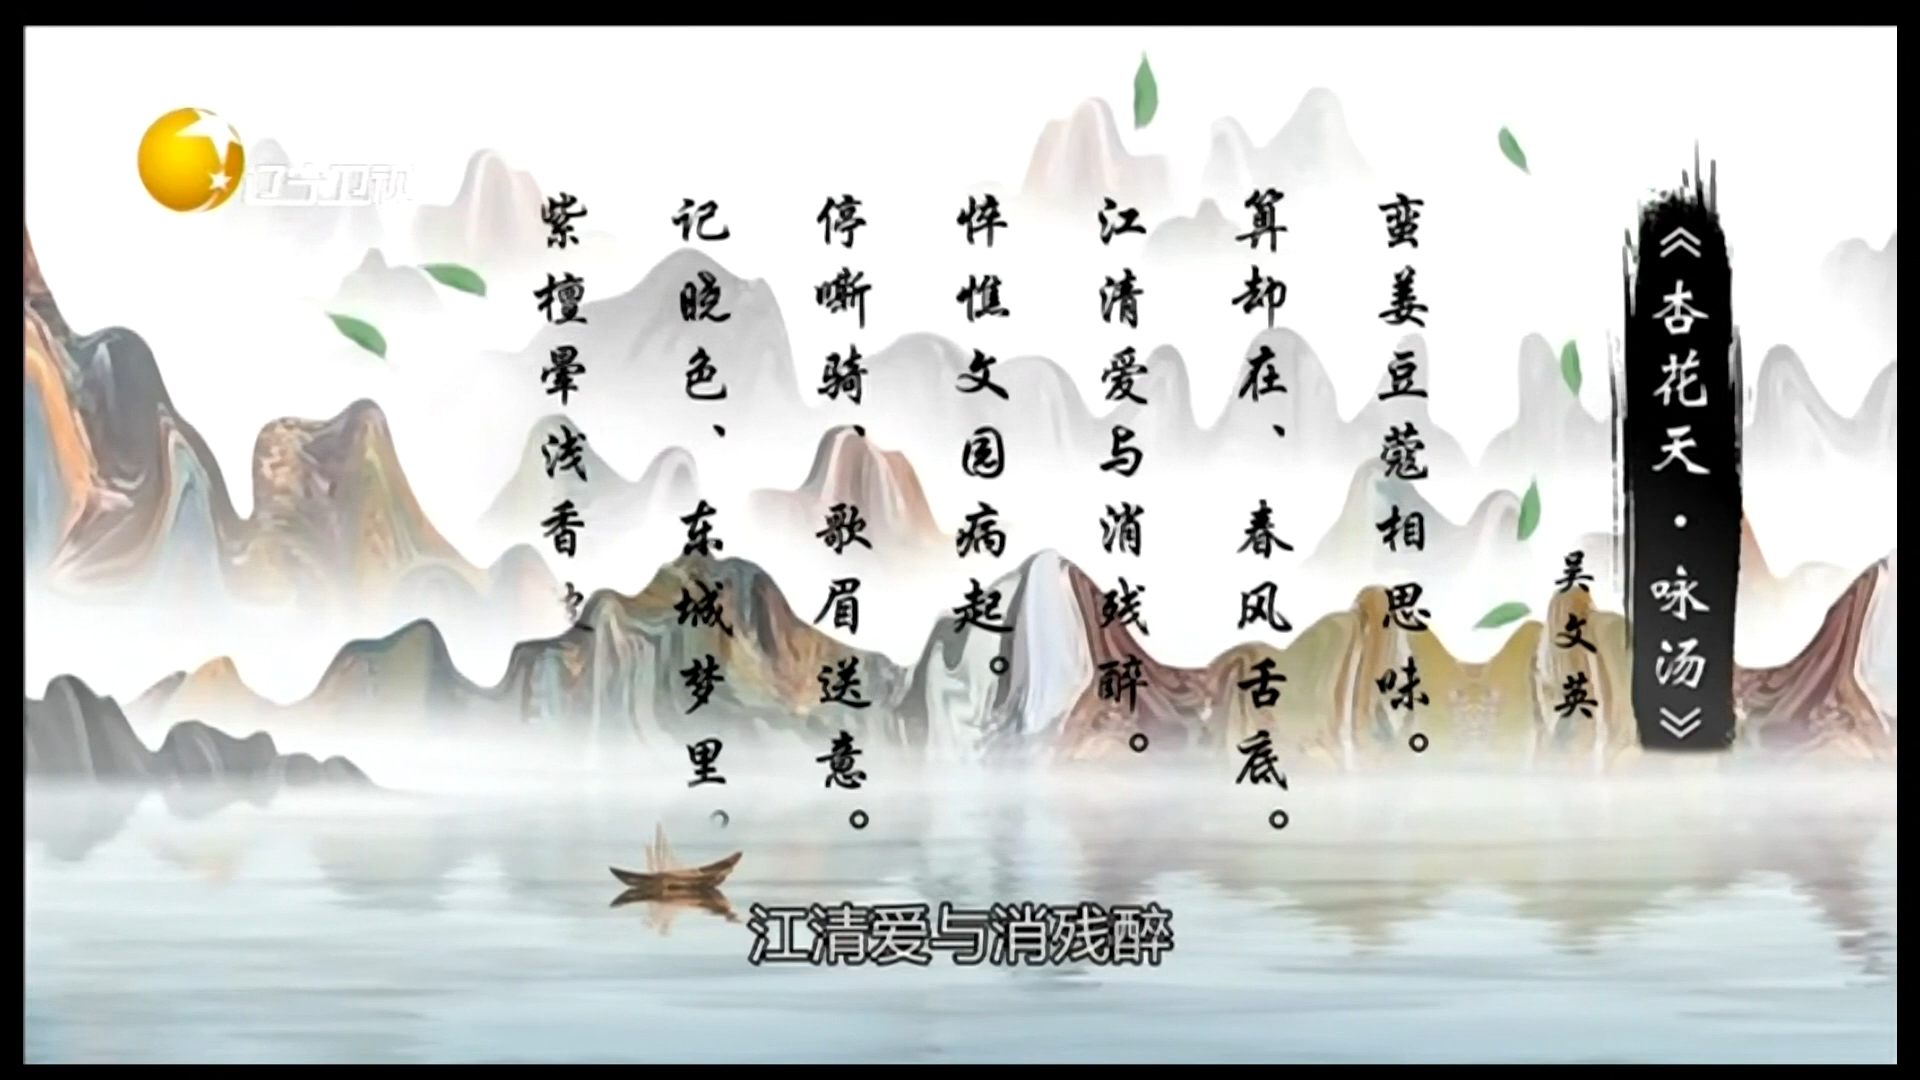 辽宁卫视
《杏花天·咏汤》
吴文英
蛮姜豆蔻相思味。
算却在、春风舌底。
江清爱与消残醉。
悴憔文园病起。
停嘶骑、歌眉送意。
记晓色、东城梦里。
紫檀晕浅香
江清爱与消残醉